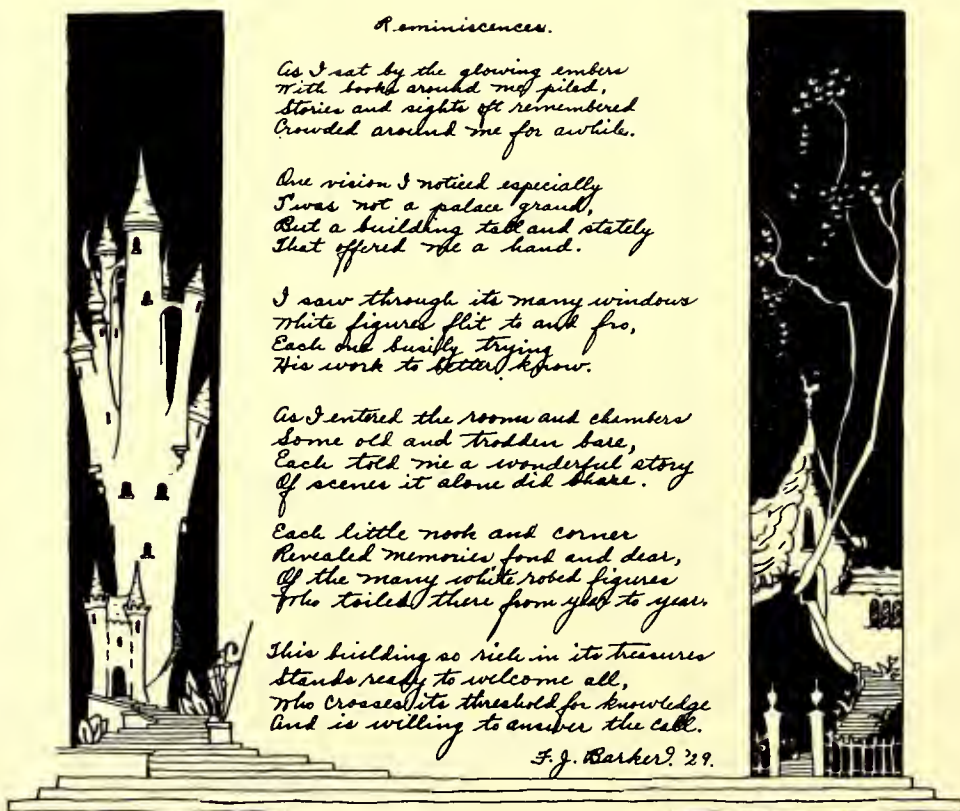 Reminiscences.
As I sat by the glowing embers
With books around me piled,
Stories and sights oft remembered
Crowded around me for awhile.
One vision I noticed especially
T'was not a palace grand,
But a building tall and stately
That offered me a hand.
I saw through its many windows
White figures flit to and fro,
Each one busily trying
His work to better know.
As I entered the rooms and chambers
Some old and trodden bare,
Each told me a wonderful story
Of scenes it alone did share.
Each little nook and corner
Revealed memories fond and dear,
Of the many white robed figures
Who toiled there from year to year.
This building so rich in its treasures
Stands ready to welcome all,
Who crosses its threshold for knowledge
And is willing to answer the call.
F. J. Barker. '29.